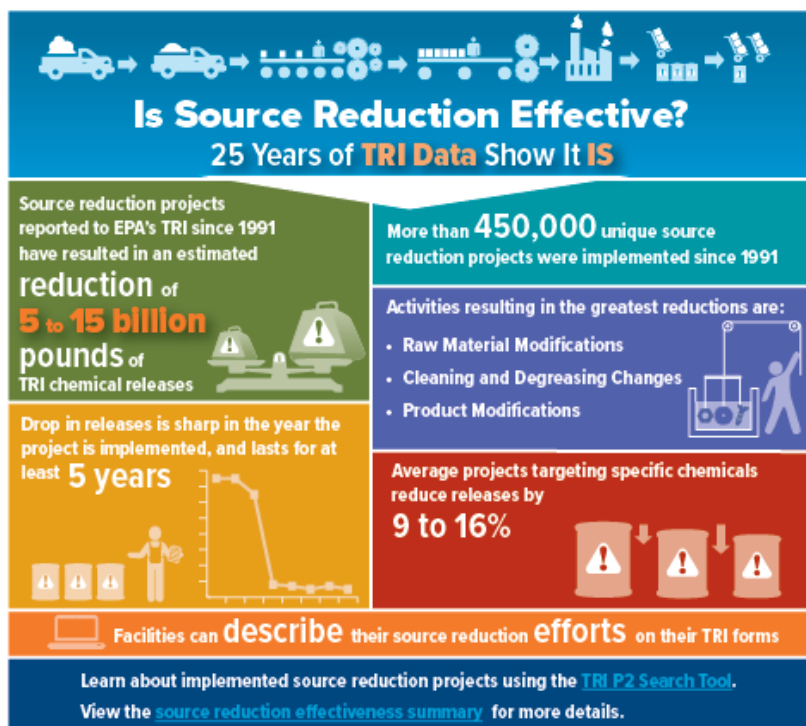 Is Source Reduction Effective?
25 Years of TRI Data Show It IS
Source reduction projects
reported to EPA's TRI since 1991
have resulted in an estimated
reduction of
5 to 15 billion
pounds of
TRI chemical releases
More than 450,000 unique source
reduction projects were implemented since 1991
Activities resulting in the greatest reductions are:
• Raw Material Modifications
• Cleaning and Degreasing Changes
• Product Modifications
Drop in releases is sharp in the year the
project is implemented, and lasts for at
least 5 years
Average projects targeting specific chemicals
reduce releases by
9 to 16%
Facilities can describe their source reduction efforts on their TRI forms
Learn about implemented source reduction projects using the TRI P2 Search Tool.
View the source reduction effectiveness summary for more details.